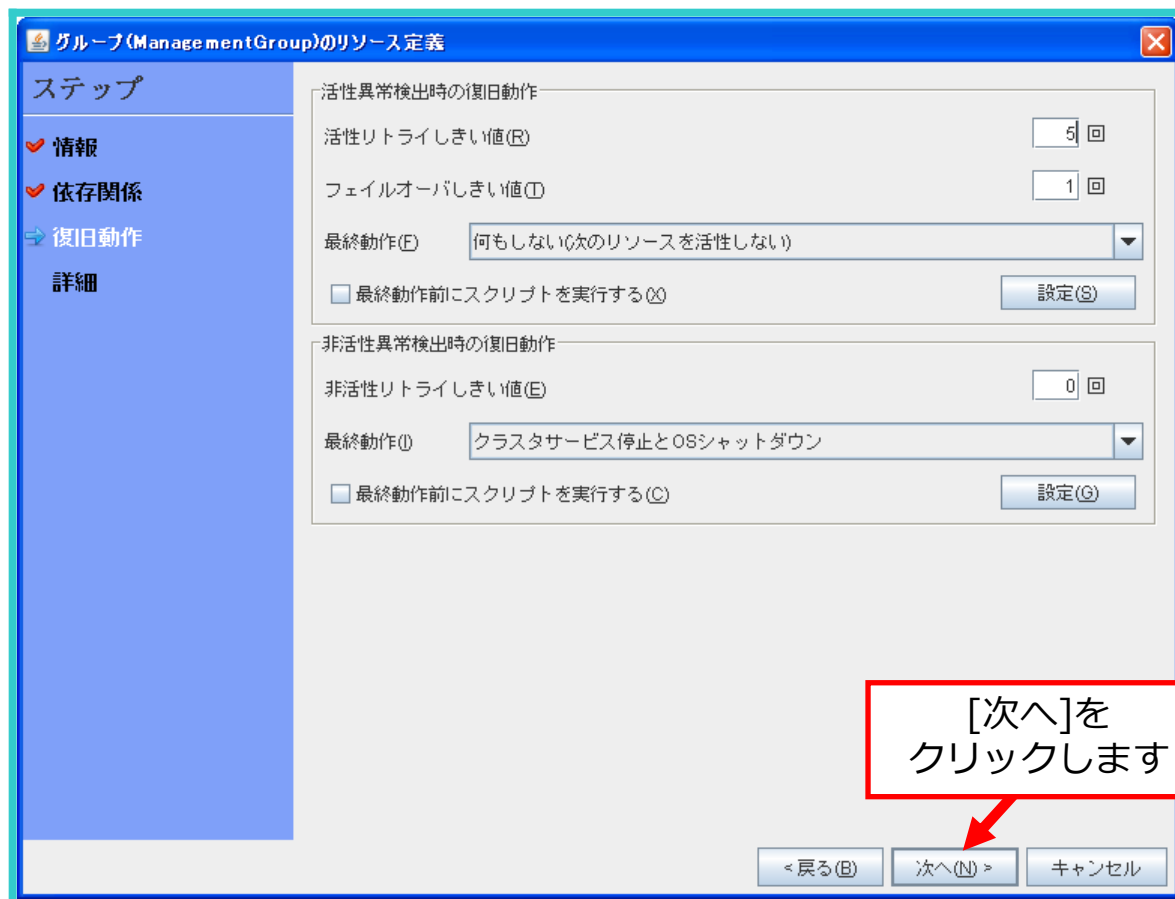 グループ(ManagementGroup)のリソース定義
ステップ
情報
依存関係
復旧動作
詳細
活性異常検出時の復旧動作
活性リトライしきい値(R) 5 回
フェイルオーバしきい値(T) 1 回
最終動作(F) 何もしない(次のリソースを活性しない)
最終動作前にスクリプトを実行する(X) 設定(S)
非活性異常検出時の復旧動作
非活性リトライしきい値(E) 0 回
最終動作(I) クラスタサービス停止とOSシャットダウン
最終動作前にスクリプトを実行する(C) 設定(G)
[次へ]を
クリックします
<戻る(B) 次へ(N)> キャンセル